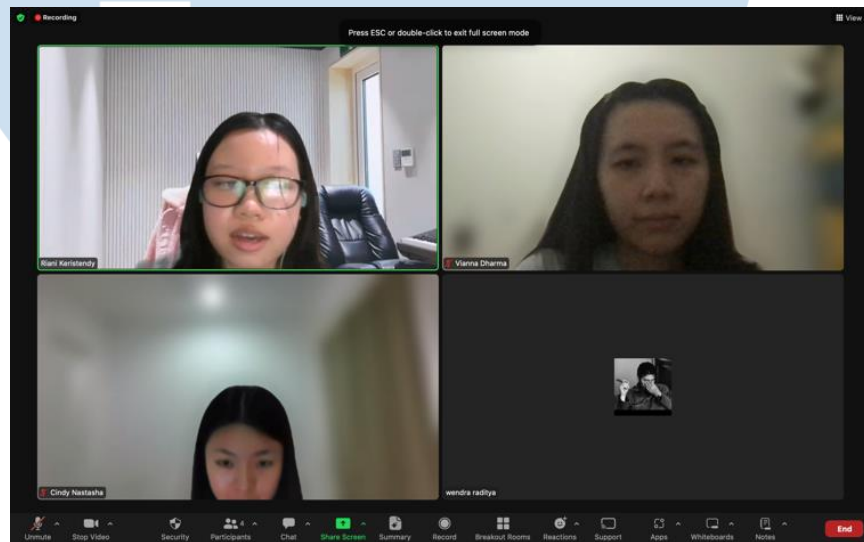 Recording
View
Press ESC or double-click to exit full screen mode
Riani Keristendy
Vianna Dharma
Cindy Nastasha
wendra raditya
4
Unmute
Stop Video
Security
Participants
Chat
Share Screen
Summary
Record
Breakout Rooms
Reactions
Support
Apps
Whiteboards
Notes
End